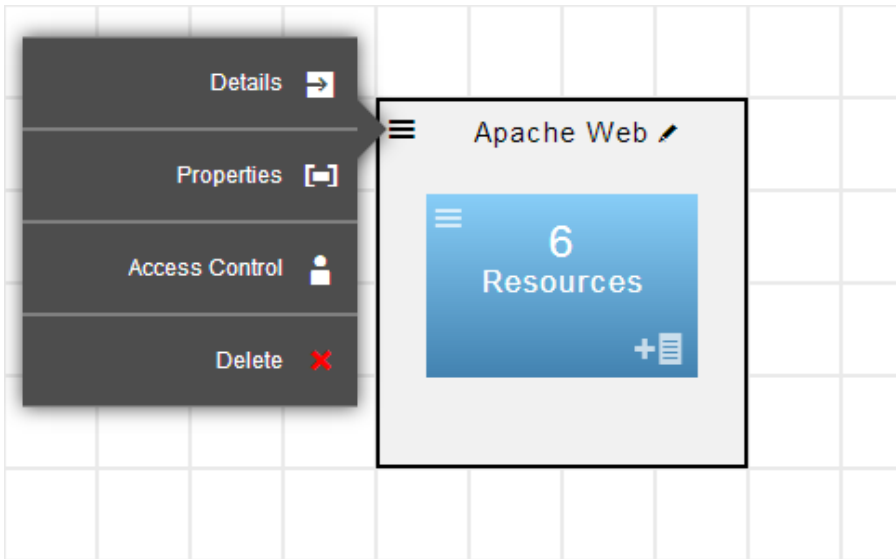 Details
Properties
Access Control
Delete
Apache Web
6
Resources